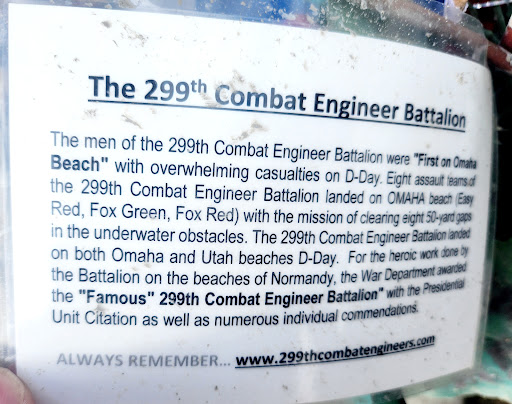 The 299th Combat Engineer Battalion
The men of the 299th Combat Engineer Battalion were "First on Omaha
Beach" with overwhelming casualties on D-Day. Eight assault teams of
the 299th Combat Engineer Battalion landed on OMAHA beach (Easy
Red, Fox Green, Fox Red) with the mission of clearing eight 50-yard gaps
in the underwater obstacles. The 299th Combat Engineer Battalion landed
on both Omaha and Utah beaches D-Day. For the heroic work done by
the Battalion on the beaches of Normandy, the War Department awarded
the "Famous" 299th Combat Engineer Battalion" with the Presidential
Unit Citation as well as numerous individual commendations.
ALWAYS REMEMBER... www.299thcombatengineers.com